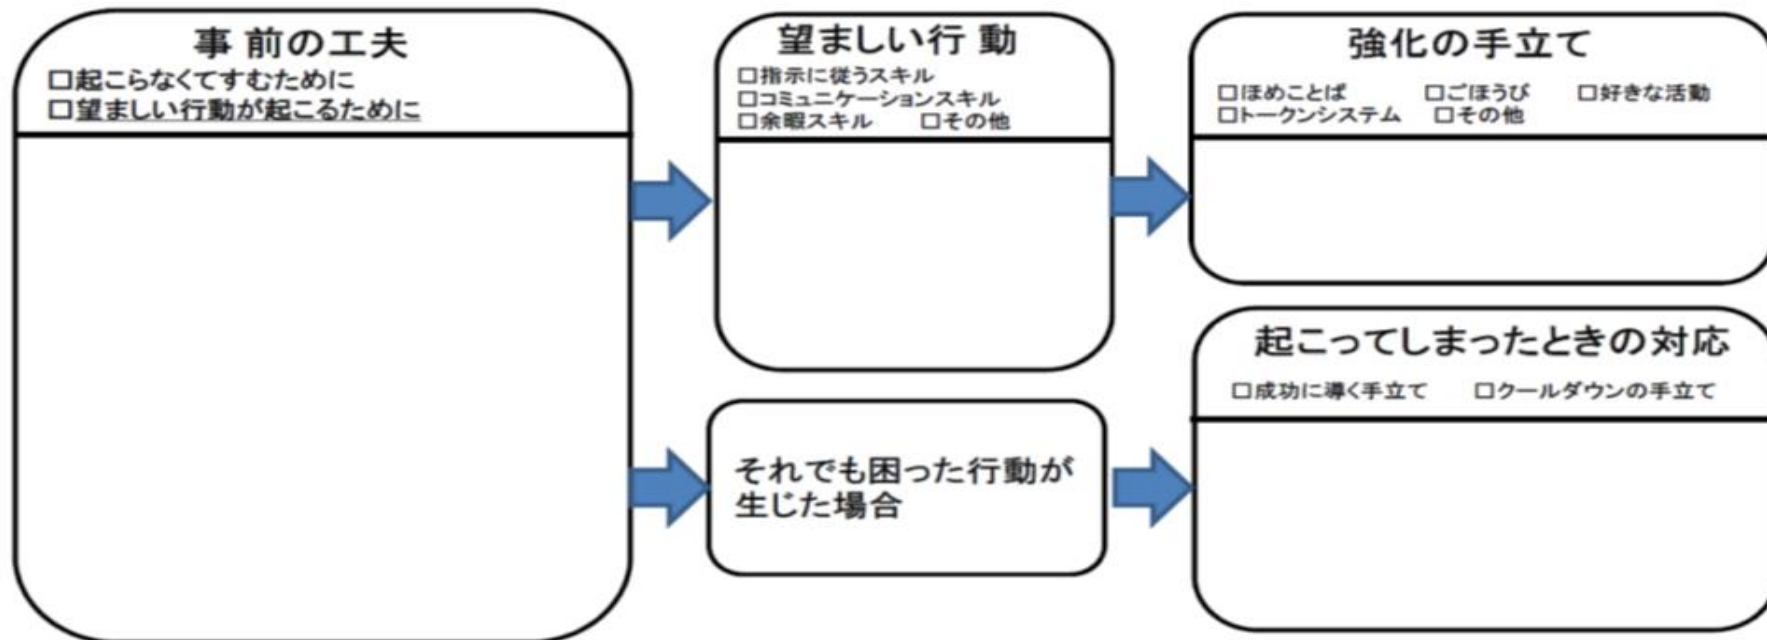 事前の工夫
□起こらなくてすむために
□望ましい行動が起こるために
望ましい行動
□指示に従うスキル
□コミュニケーションスキル
□余暇スキル　□その他
強化の手立て
□ほめことば　□ごほうび　□好きな活動
□トークンシステム　□その他
それでも困った行動が
生じた場合
起こってしまったときの対応
□成功に導く手立て　□クールダウンの手立て